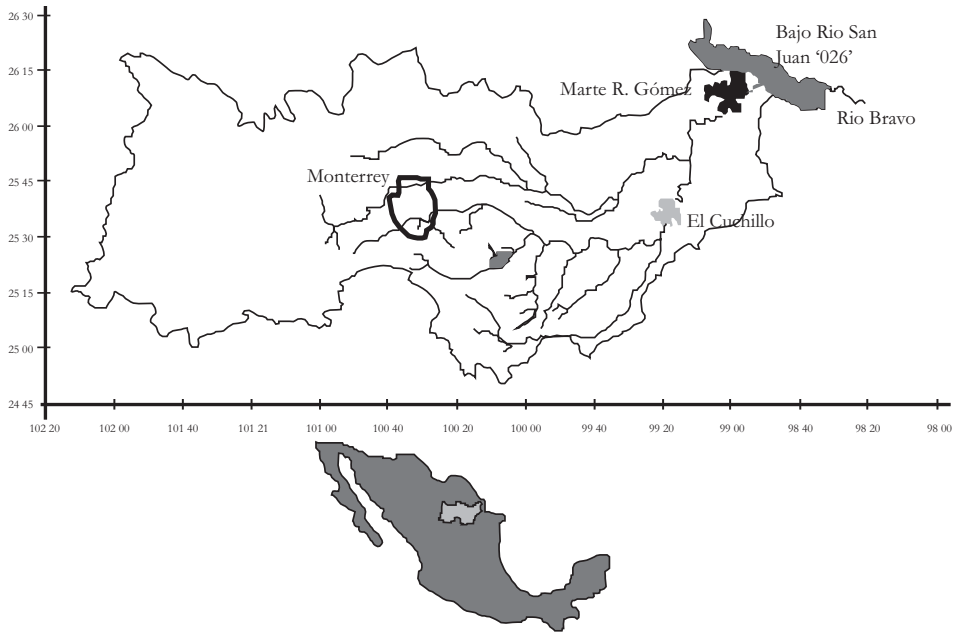 26 30
Bajo Rio San
Juan ‘026’
26 15
Marte R. Gómez
Rio Bravo
26 00
25 45
Monterrey
El Cuchillo
25 30
25 15
25 00
24 45
102 20 102 00 101 40 101 21 101 00 100 40 100 20 100 00 99 40 99 20 99 00 98 40 98 20 98 00